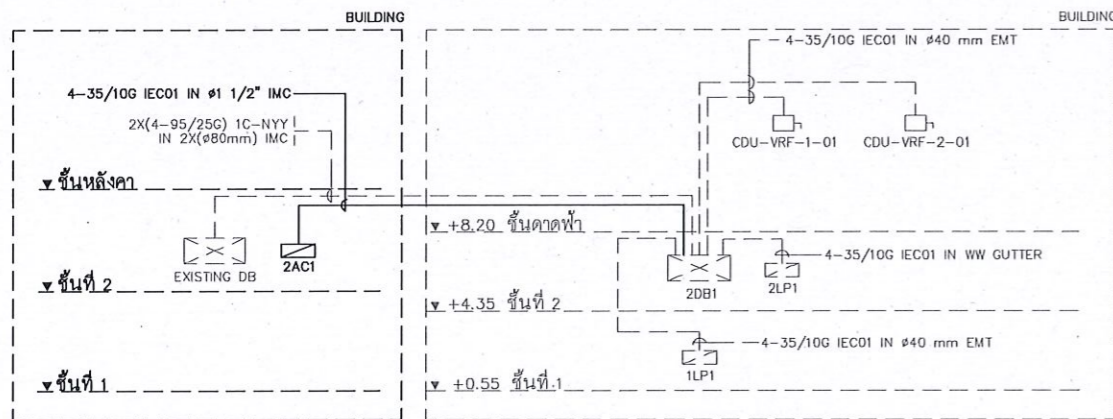 BUILDING
4-35/10G IEC01 IN ø1 1/2" IMC
2X(4-95/25G) 1C-NYY
IN 2X(ø80mm) IMC
ชั้นหลังคา
EXISTING DB
2AC1
ชั้นที่ 2
ชั้นที่ 1
BUILDING
4-35/10G IEC01 IN ø40 mm EMT
CDU-VRF-1-01
CDU-VRF-2-01
+8.20 ชั้นดาดฟ้า
4-35/10G IEC01 IN WW GUTTER
2DB1
2LP1
+4.35 ชั้นที่ 2
4-35/10G IEC01 IN ø40 mm EMT
1LP1
+0.55 ชั้นที่ 1